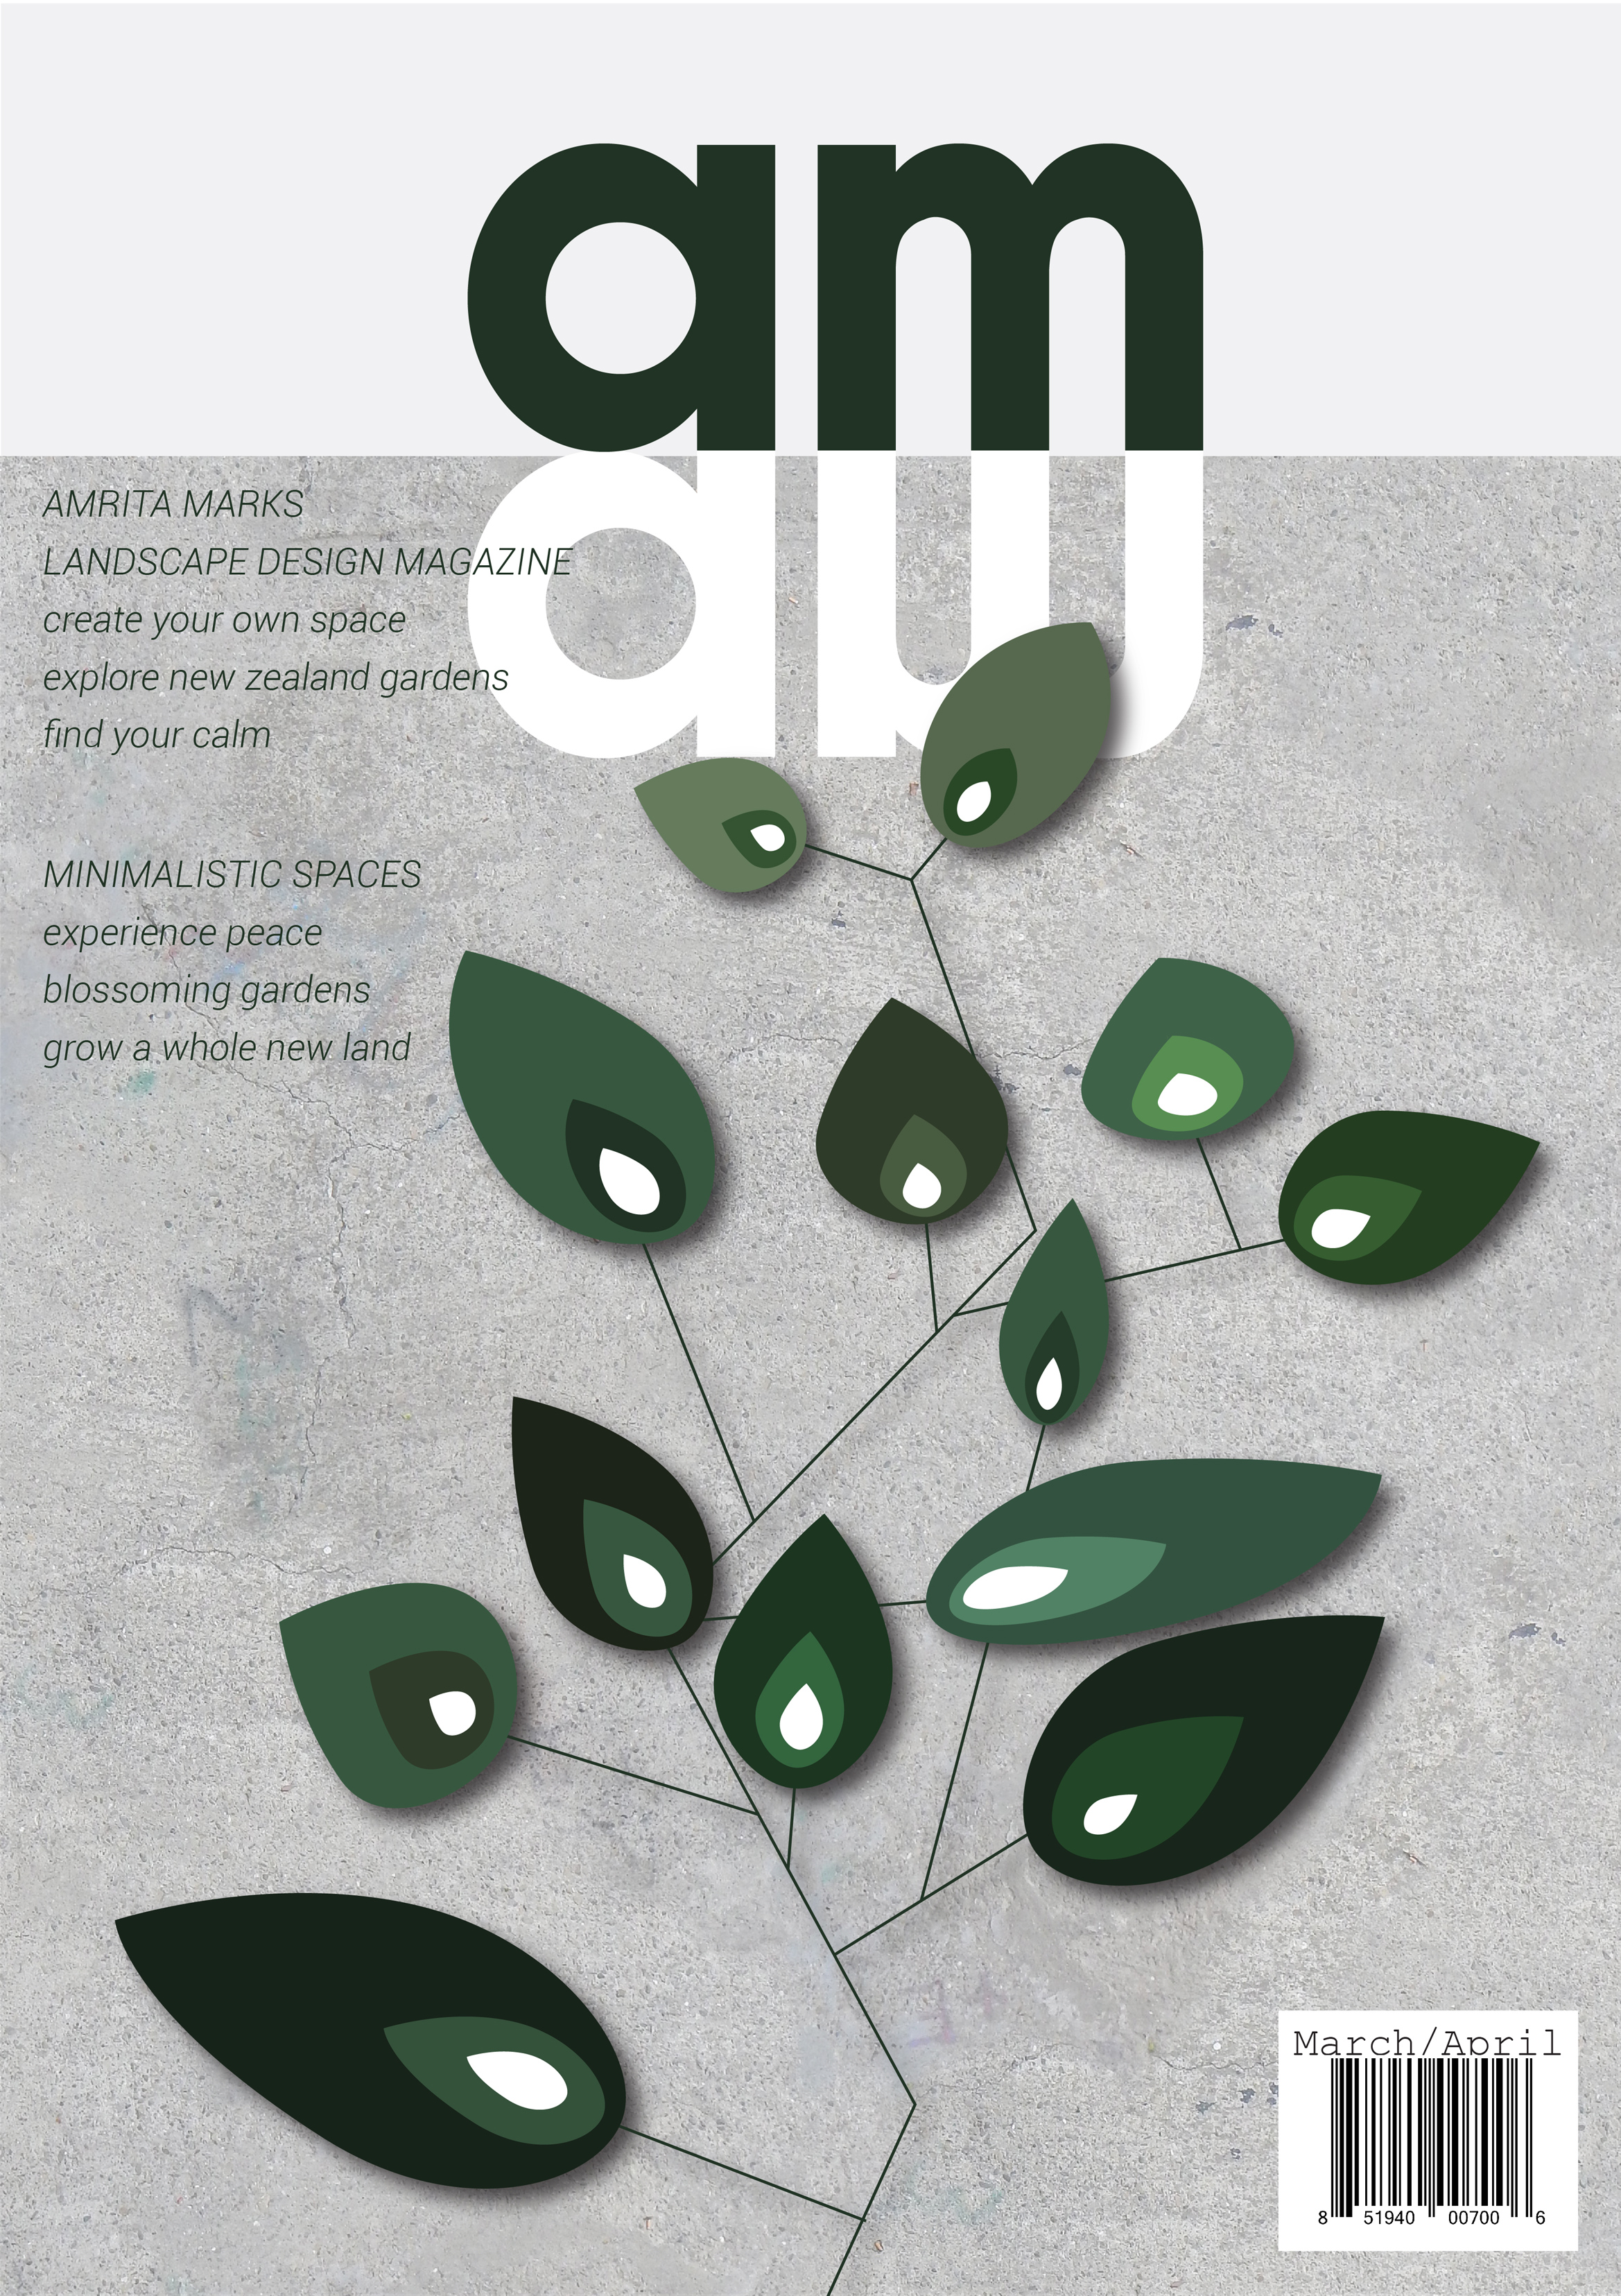 am
am
AMRITA MARKS
LANDSCAPE DESIGN MAGAZINE
create your own space
explore new zealand gardens
find your calm
MINIMALISTIC SPACES
experience peace
blossoming gardens
grow a whole new land
March/April
8 51940 00700 6